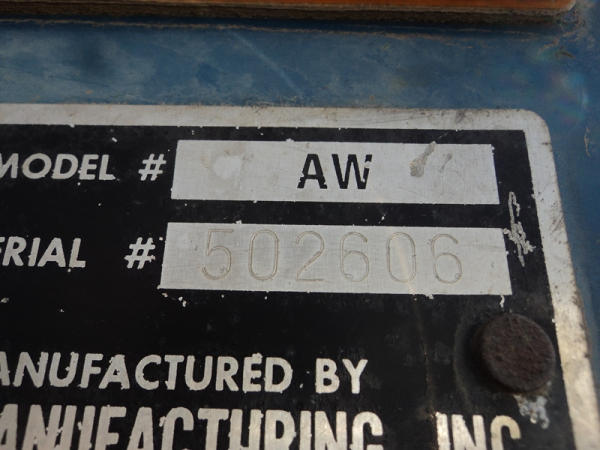 MODEL # AW
ERIAL # 502606
ANUFACTURED BY
ANUFACTURING, INC